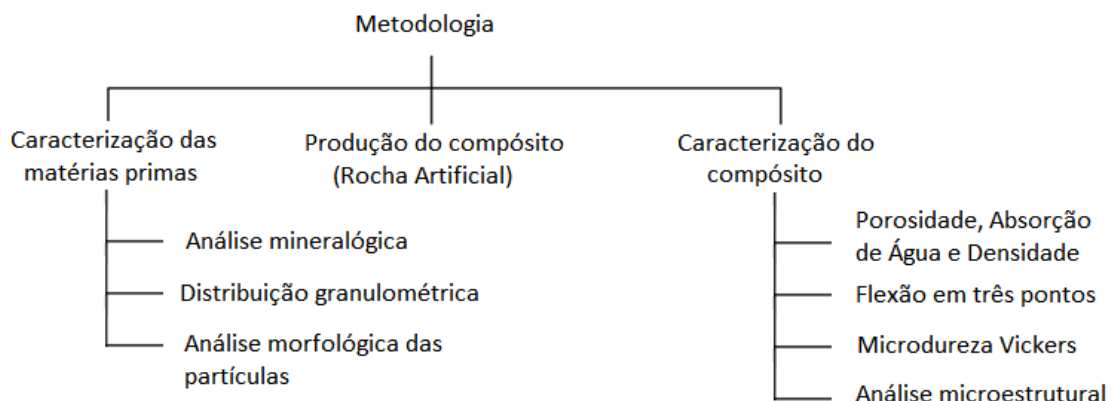 Metodologia
Caracterização das
matérias primas
Análise mineralógica
Distribuição granulométrica
Análise morfológica das
partículas
Produção do compósito
(Rocha Artificial)
Caracterização do
compósito
Porosidade, Absorção
de Água e Densidade
Flexão em três pontos
Microdureza Vickers
Análise microestrutural